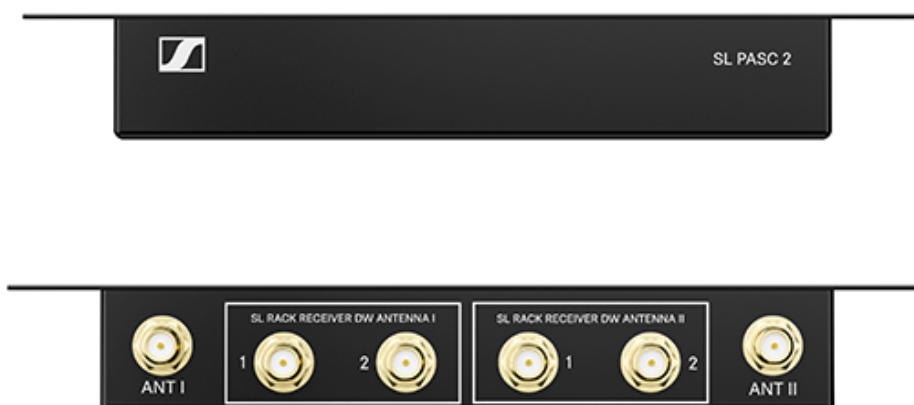 SL PASC 2
SL RACK RECEIVER DW ANTENNA I
SL RACK RECEIVER DW ANTENNA II
1
2
1
2
ANT I
ANT II